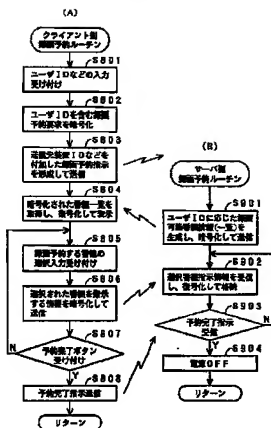 (A)
クライアント側
録画予約ルーチン
S801
ユーザIDなどの入力
受け付け
S802
ユーザIDを含む録画
予約要求を暗号化
S803
送信元装置IDなどを
付加した録画予約指示
を形成して送信
S804
暗号化された番組一覧を
取得し、復号化して表示
S805
録画予約する番組の
選択入力受け付け
S806
選択された番組を指示
する情報を暗号化して
送信
S807
予約完了ボタン
受け付け
N
Y
S808
予約完了指示送信
リターン
(B)
サーバ側
録画予約ルーチン
S901
ユーザIDに応じた録画
可能番組情報(一覧)を
生成し、暗号化して送信
S902
選択番組指示情報を受信
し、復号化して格納
S903
予約完了指示
受信
N
Y
S904
電源OFF
リターン